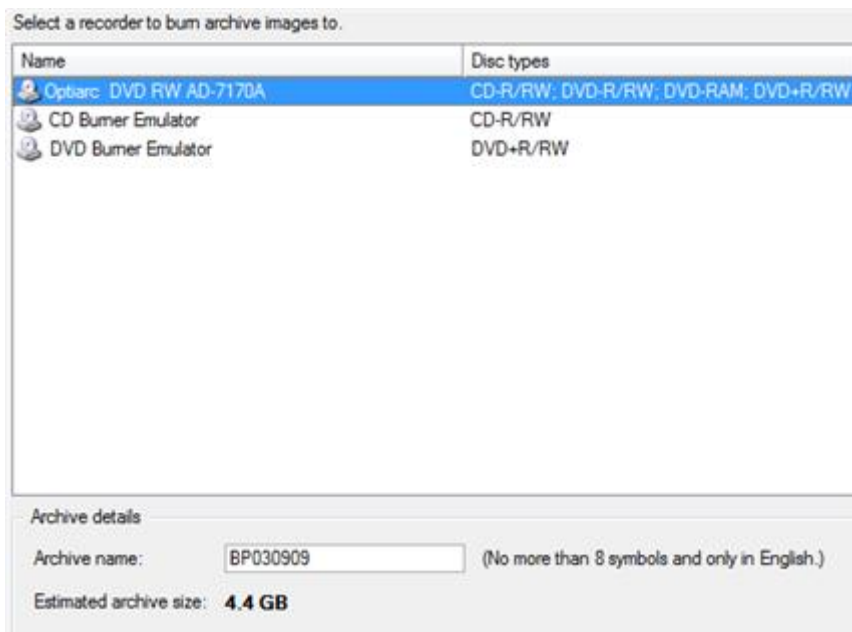 Select a recorder to burn archive images to.
Name Disc types
Optiarc DVD RW AD-7170A CD-R/RW; DVD-R/RW; DVD-RAM; DVD+R/RW
CD Burner Emulator CD-R/RW
DVD Burner Emulator DVD+R/RW
Archive details
Archive name: BP030909 (No more than 8 symbols and only in English.)
Estimated archive size: 4.4 GB